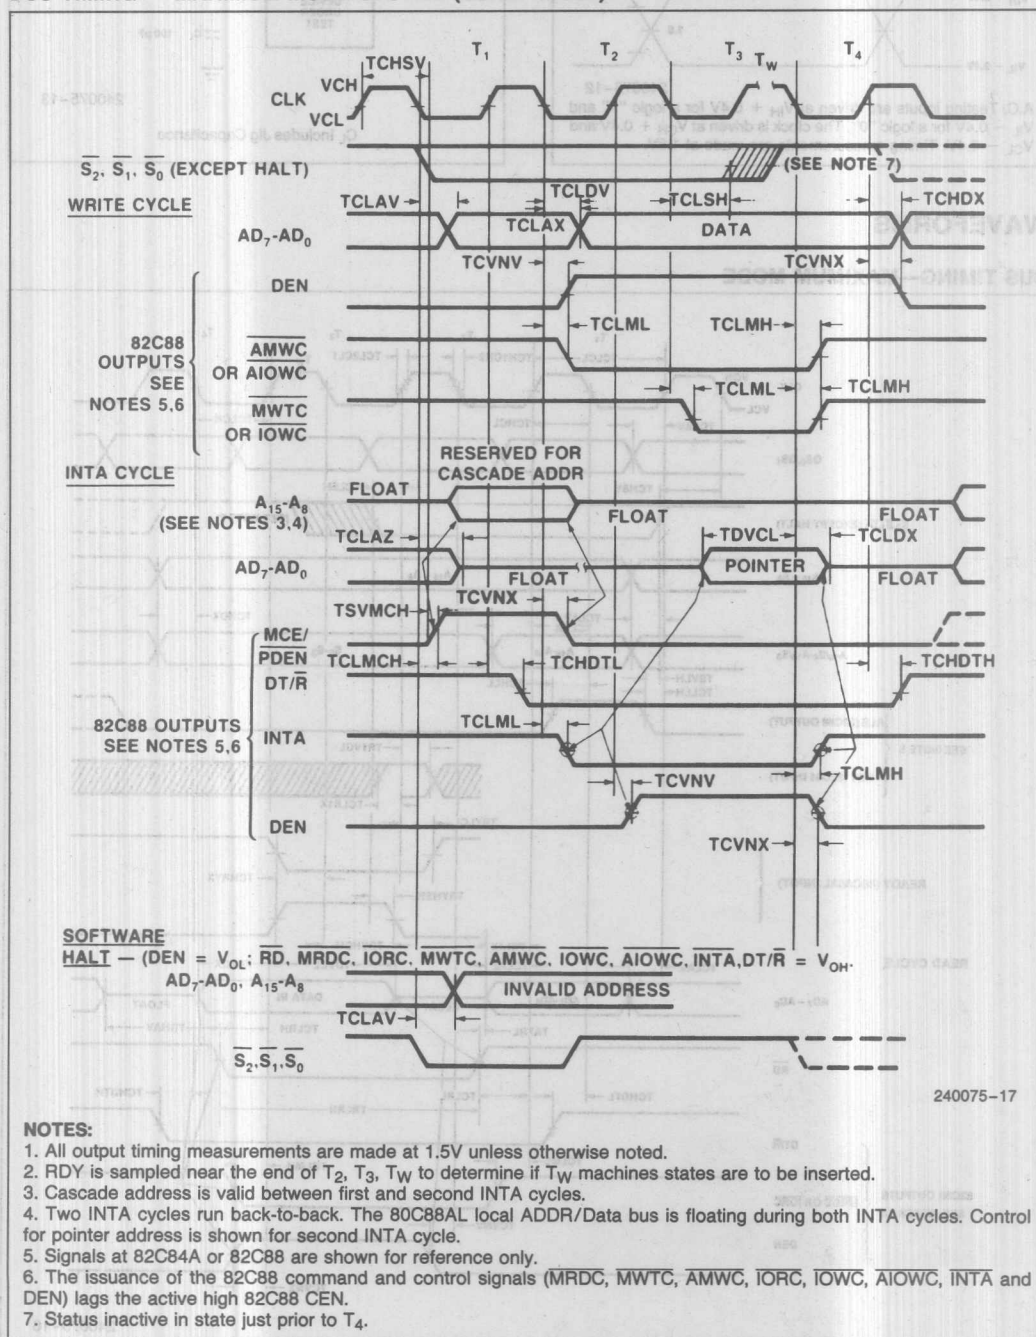 T1 T2 T3 TW T4
TCHSV
VCH
CLK
VCL
S2, S1, S0 (EXCEPT HALT)
(SEE NOTE 7)
WRITE CYCLE
TCLAV
TCLDV
TCLSH
TCHDX
TCLAX
DATA
AD7-AD0
TCVNV
TCVNX
DEN
TCLML
TCLMH
82C88
OUTPUTS
SEE
NOTES 5,6
AMWC
OR AIOWC
TCLML
TCLMH
MWTC
OR IOWC
INTA CYCLE
RESERVED FOR
CASCADE ADDR
FLOAT
A15-A8
(SEE NOTES 3,4)
FLOAT
FLOAT
TCLAZ
TDVCL
TCLDX
AD7-AD0
FLOAT
POINTER
FLOAT
TCVNX
TSVMCH
MCE/
PDEN
TCLMCH
TCHDTL
TCHDTH
DT/R
82C88 OUTPUTS
SEE NOTES 5,6
TCLML
INTA
TCLMH
TCVNV
DEN
TCVNX
SOFTWARE
HALT — (DEN = VOL; RD, MRDC, IORC, MWTC, AMWC, IOWC, AIOWC, INTA,DT/R = VOH.
AD7-AD0, A15-A8
INVALID ADDRESS
TCLAV
S2,S1,S0
240075-17
NOTES:
1. All output timing measurements are made at 1.5V unless otherwise noted.
2. RDY is sampled near the end of T2, T3, TW to determine if TW machines states are to be inserted.
3. Cascade address is valid between first and second INTA cycles.
4. Two INTA cycles run back-to-back. The 80C88AL local ADDR/Data bus is floating during both INTA cycles. Control
for pointer address is shown for second INTA cycle.
5. Signals at 82C84A or 82C88 are shown for reference only.
6. The issuance of the 82C88 command and control signals (MRDC, MWTC, AMWC, IORC, IOWC, AIOWC, INTA and
DEN) lags the active high 82C88 CEN.
7. Status inactive in state just prior to T4.